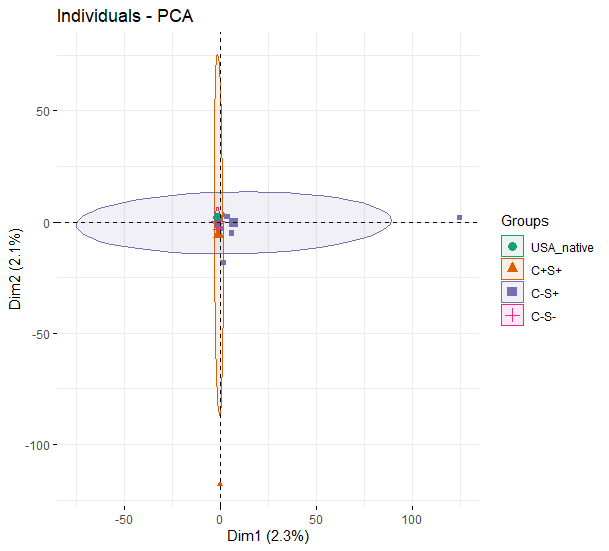 Individuals - PCA
50
0
-50
-100
Dim2 (2.1%)
-50
0
50
100
Dim1 (2.3%)
Groups
USA_native
C+S+
C-S+
C-S-